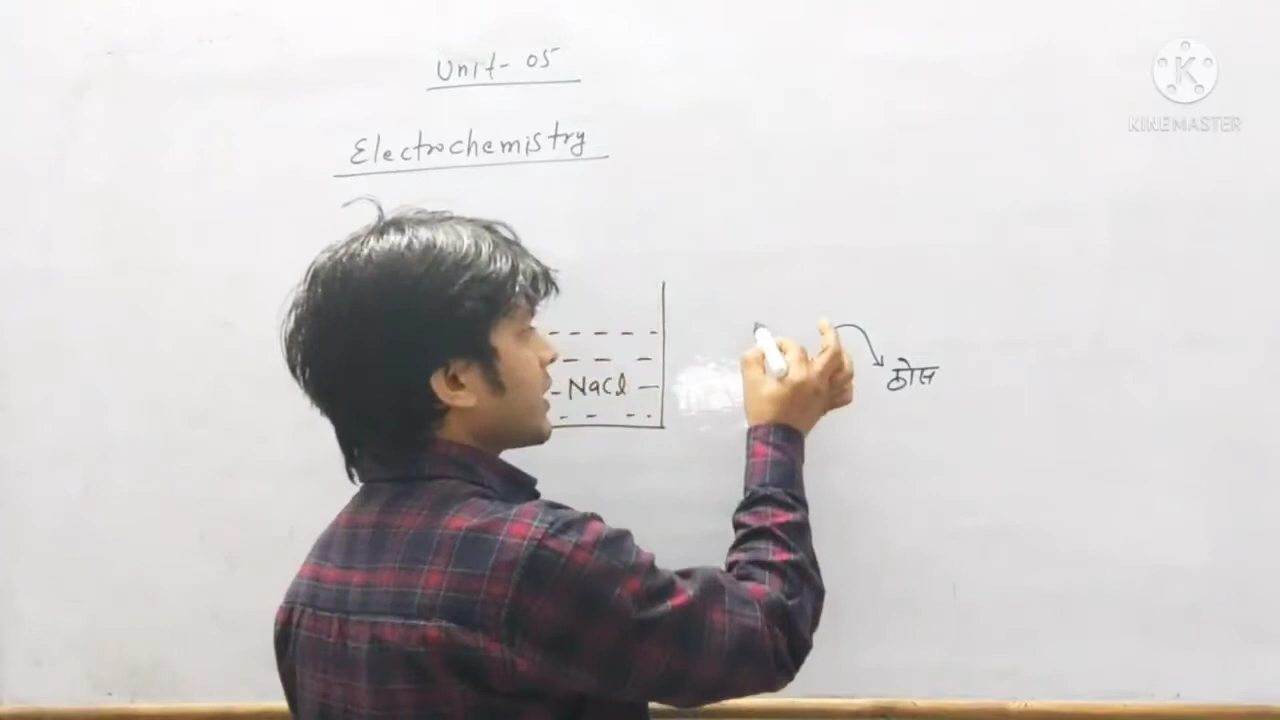 Unit- 05
Electrochemistry
K
KINEMASTER
NaCl
ठोस